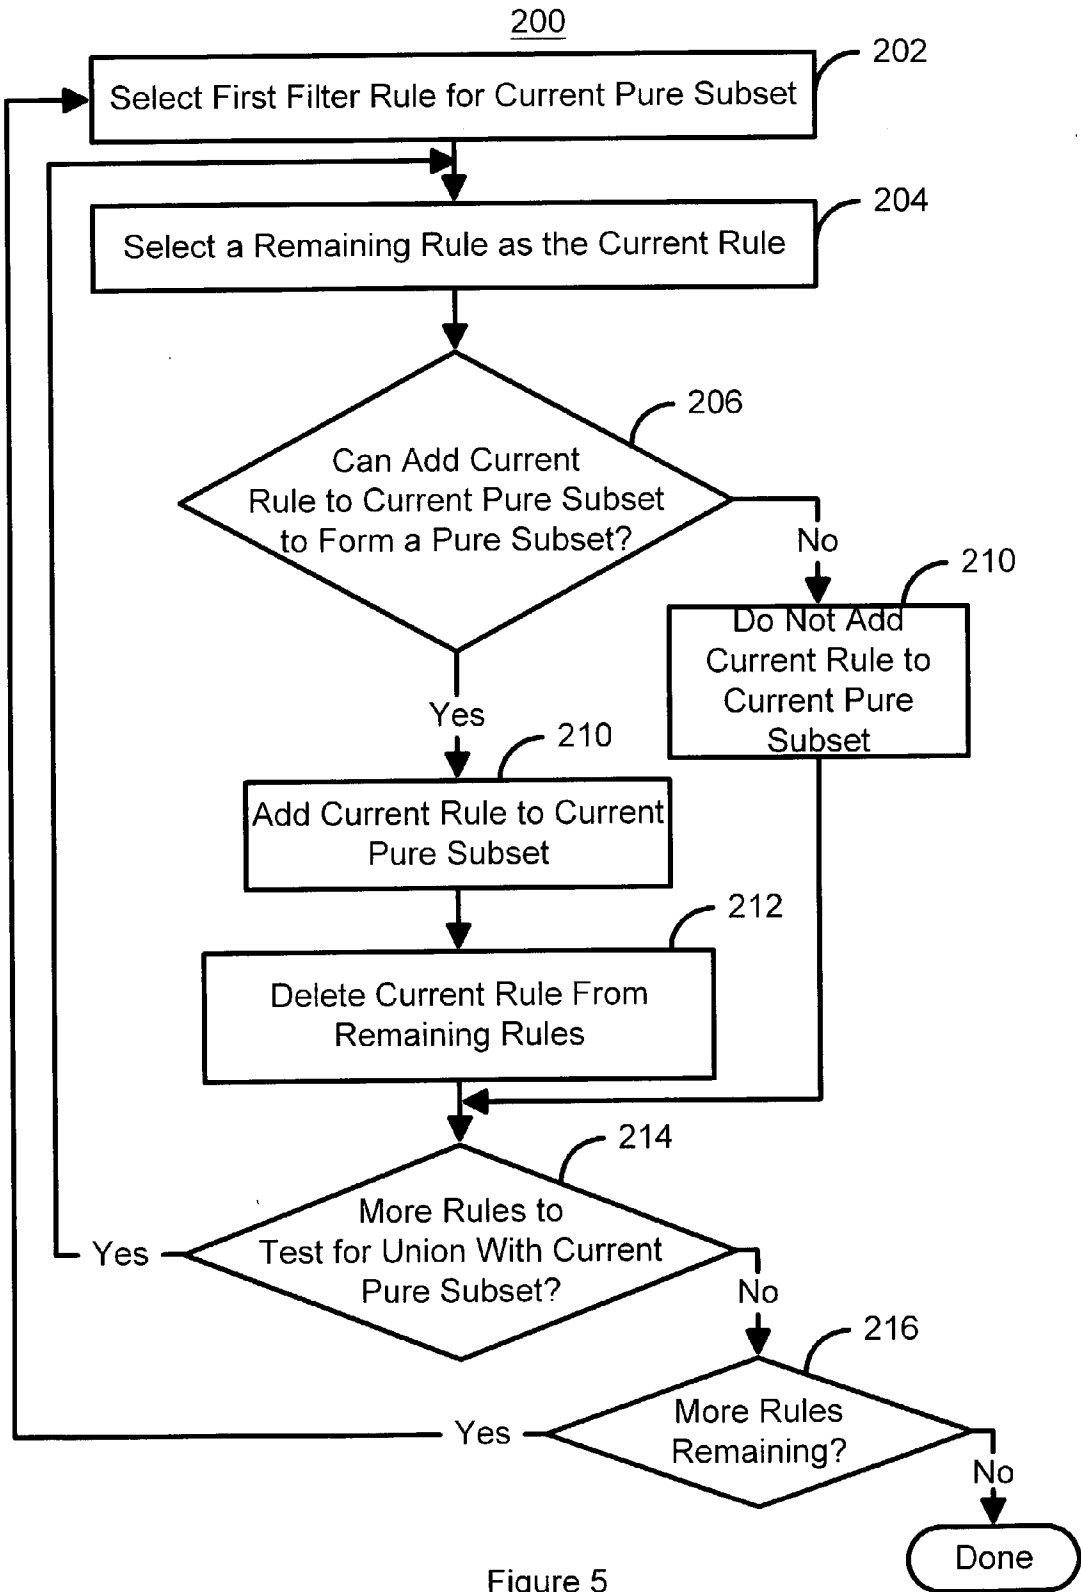 200
202
Select First Filter Rule for Current Pure Subset
204
Select a Remaining Rule as the Current Rule
206
Can Add Current
Rule to Current Pure Subset
to Form a Pure Subset?
No
210
Do Not Add
Current Rule to
Current Pure
Subset
Yes
210
Add Current Rule to Current
Pure Subset
212
Delete Current Rule From
Remaining Rules
214
More Rules to
Test for Union With Current
Pure Subset?
Yes
No
216
More Rules
Remaining?
Yes
No
Done
Figure 5